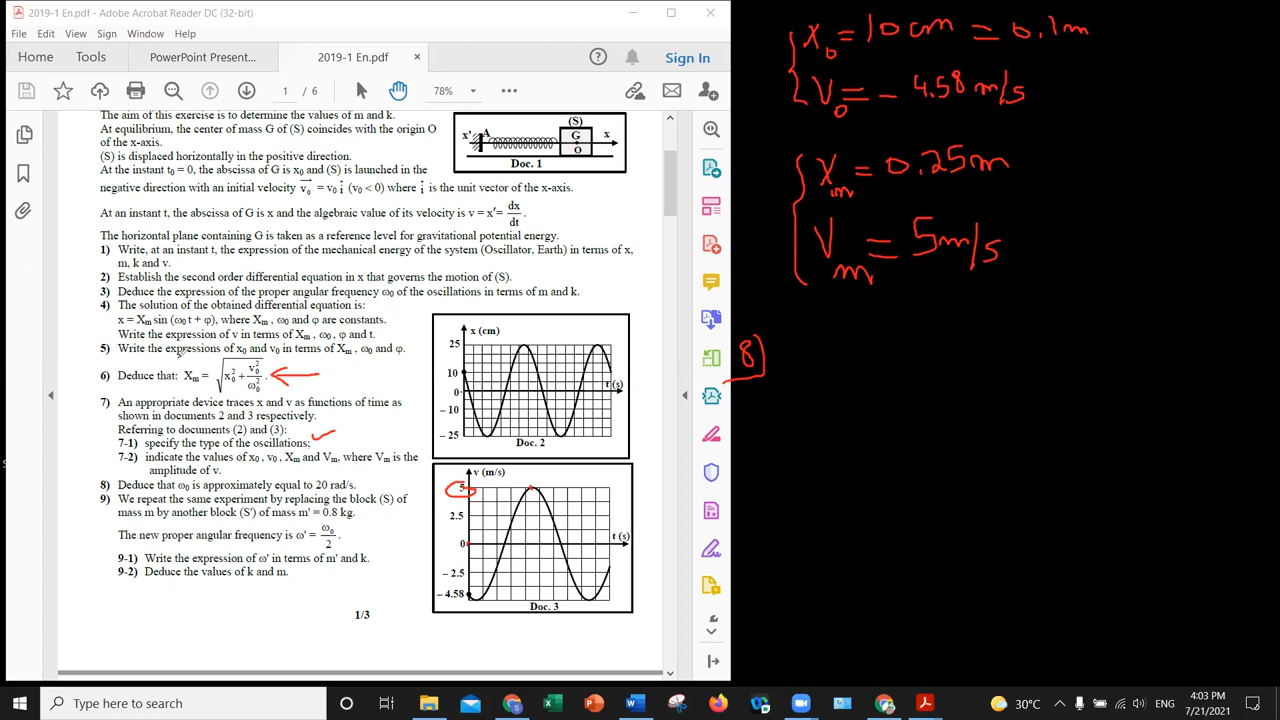 2019-1 En.pdf - Adobe Acrobat Reader DC (32-bit)
File Edit View Sign Window Help
Home Tools PowerPoint Present... 2019-1 En.pdf × Sign In
1 / 6 78%
The aim of this exercise is to determine the values of m and k.
At equilibrium, the center of mass G of (S) coincides with the origin O
of the x-axis.
(S) is displaced horizontally in the positive direction.
At the instant t0 = 0, the abscissa of G is x0 and (S) is launched in the
negative direction with an initial velocity v0 = v0 i (v0 < 0) where i is the unit vector of the x-axis.
(S)
x' A G x
O
Doc. 1
At an instant t, the abscissa of G is x and the algebraic value of its velocity is v = x' = dx/dt .
The horizontal plane containing G is taken as a reference level for gravitational potential energy.
1) Write, at an instant t, the expression of the mechanical energy of the system (Oscillator, Earth) in terms of x,
m, k and v.
2) Establish the second order differential equation in x that governs the motion of (S).
3) Deduce the expression of the proper angular frequency ω0 of the oscillations in terms of m and k.
4) The solution of the obtained differential equation is:
x = Xm sin (ω0 t + φ), where Xm , ω0 and φ are constants.
Write the expression of v in terms of Xm , ω0, φ and t.
5) Write the expressions of x0 and v0 in terms of Xm , ω0 and φ.
6) Deduce that: Xm = √(x0² + v0²/ω0²) .
7) An appropriate device traces x and v as functions of time as
shown in documents 2 and 3 respectively.
Referring to documents (2) and (3):
7-1) specify the type of the oscillations;
7-2) indicate the values of x0 , v0 , Xm and Vm, where Vm is the
amplitude of v.
8) Deduce that ω0 is approximately equal to 20 rad/s.
9) We repeat the same experiment by replacing the block (S) of
mass m by another block (S') of mass m' = 0.8 kg.
The new proper angular frequency is ω' = ω0/2 .
9-1) Write the expression of ω' in terms of m' and k.
9-2) Deduce the values of k and m.
1/3
x (cm)
25
10
0
t (s)
– 10
– 25
Doc. 2
v (m/s)
5
2.5
0
t (s)
– 2.5
– 4.58
Doc. 3
x0 = 10 cm = 0.1m
V0 = - 4.58 m/s
Xm = 0.25m
Vm = 5m/s
8)
Type here to search
30°C ENG 4:03 PM
7/21/2021